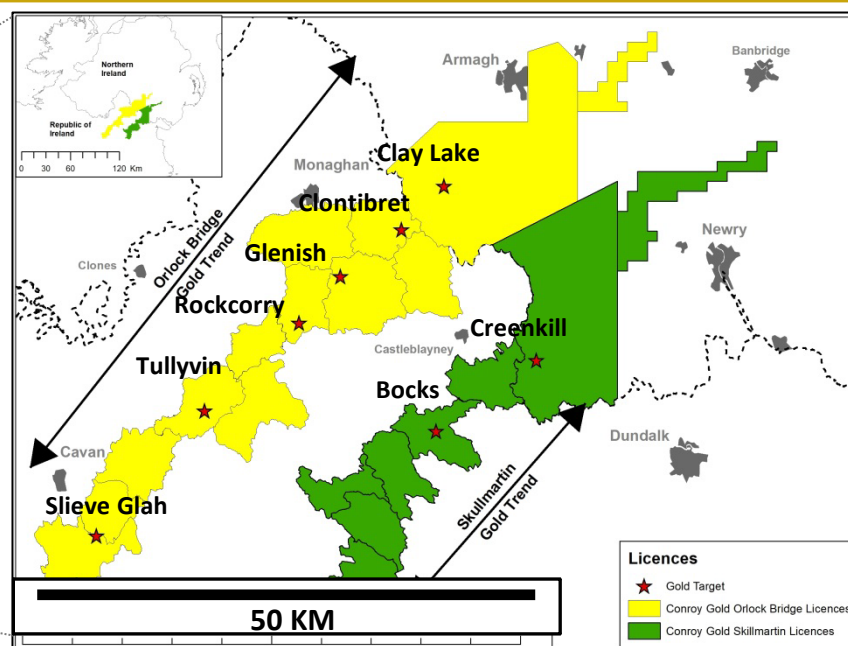 Northern
Ireland
Republic of
Ireland
0 30 60 120 Km
Armagh
Banbridge
Clay Lake
Monaghan
Clontibret
Orlock Bridge
Gold Trend
Newry
Clones
Glenish
Rockcorry
Creenkill
Castleblayney
Tullyvin
Bocks
Cavan
Dundalk
Skullmartin
Gold Trend
Slieve Glah
Licences
Gold Target
Conroy Gold Orlock Bridge Licences
Conroy Gold Skillmartin Licences
50 KM